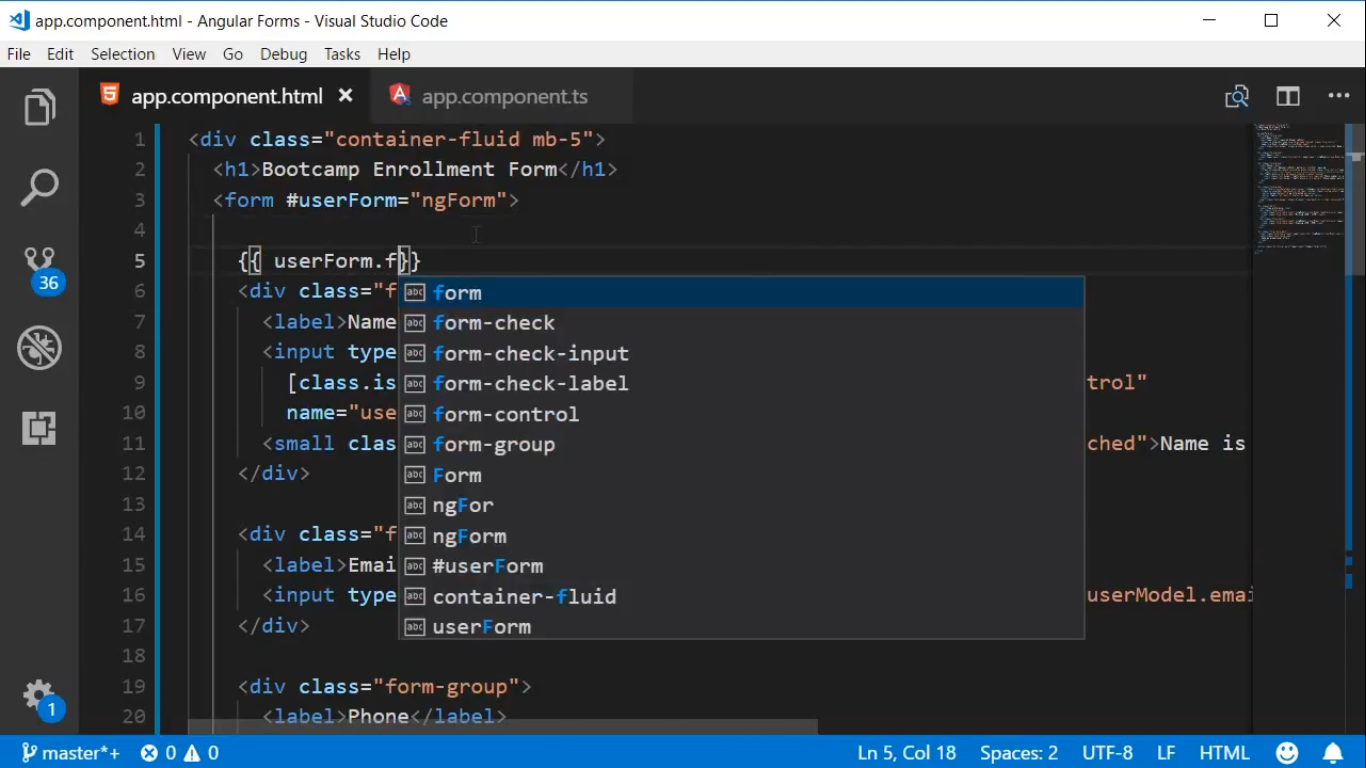 app.component.html - Angular Forms - Visual Studio Code
File Edit Selection View Go Debug Tasks Help
app.component.html app.component.ts
1 <div class="container-fluid mb-5">
2 <h1>Bootcamp Enrollment Form</h1>
3 <form #userForm="ngForm">
4
5 {{ userForm.f}}
6 <div class="f
form
7 <label>Name
form-check
8 <input type
form-check-input
9 [class.is
form-check-label
trol"
10 name="use
form-control
11 <small clas
form-group
ched">Name is
12 </div>
Form
13
ngFor
14 <div class="f
ngForm
15 <label>Emai
#userForm
16 <input type
container-fluid
userModel.emai
17 </div>
userForm
18
19 <div class="form-group">
20 <label>Phone</label>
36
1
master*+ 0 0 Ln 5, Col 18 Spaces: 2 UTF-8 LF HTML